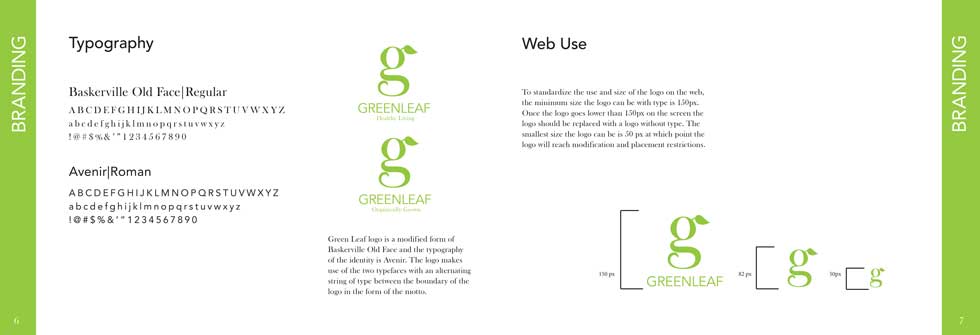 BRANDING
Typography
Baskerville Old Face|Regular
A B C D E F G H I J K L M N O P Q R S T U V W X Y Z
a b c d e f g h i j k l m n o p q r s t u v w x y z
! @ # $ % & ' " 1 2 3 4 5 6 7 8 9 0
Avenir|Roman
A B C D E F G H I J K L M N O P Q R S T U V W X Y Z
a b c d e f g h i j k l m n o p q r s t u v w x y z
! @ # $ % & ' " 1 2 3 4 5 6 7 8 9 0
g
GREENLEAF
Healthy Living
g
GREENLEAF
Organically Grown
Green Leaf logo is a modified form of
Baskerville Old Face and the typography
of the identity is Avenir. The logo makes
use of the two typefaces with an alternating
string of type between the boundary of the
logo in the form of the motto.
6
Web Use
To standardize the use and size of the logo on the web,
the minimum size the logo can be with type is 150px.
Once the logo goes lower than 150px on the screen the
logo should be replaced with a logo without type. The
smallest size the logo can be is 50 px at which point the
logo will reach modification and placement restrictions.
150 px
g
GREENLEAF
82 px
g
50px
g
BRANDING
7